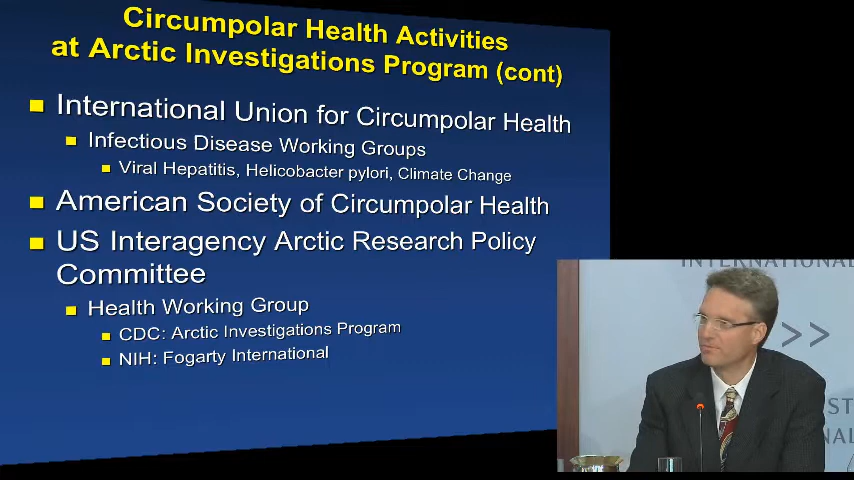 Circumpolar Health Activities
at Arctic Investigations Program (cont)
International Union for Circumpolar Health
Infectious Disease Working Groups
Viral Hepatitis, Helicobacter pylori, Climate Change
American Society of Circumpolar Health
US Interagency Arctic Research Policy
Committee
Health Working Group
CDC: Arctic Investigations Program
NIH: Fogarty International
INTERNATIONAL
>>